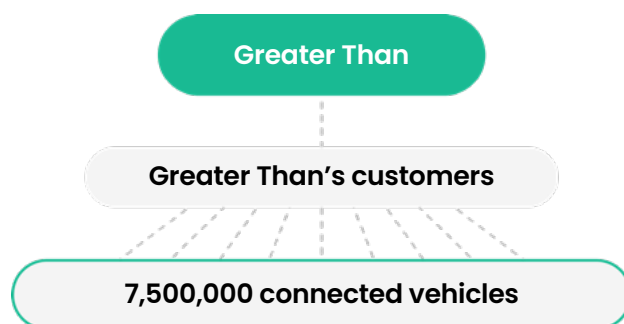 Greater Than
Greater Than’s customers
7,500,000 connected vehicles